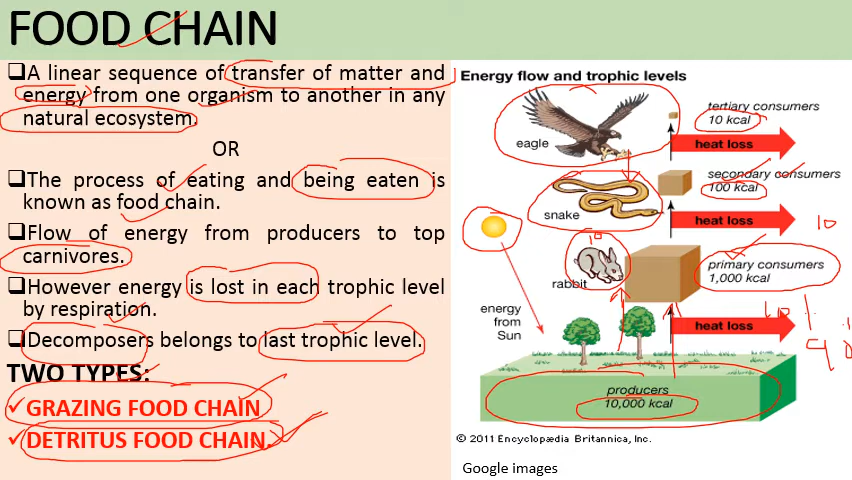 FOOD CHAIN
❑A linear sequence of transfer of matter and
energy from one organism to another in any
natural ecosystem.
OR
❑The process of eating and being eaten is
known as food chain.
❑Flow of energy from producers to top
carnivores.
❑However energy is lost in each trophic level
by respiration.
❑Decomposers belongs to last trophic level.
TWO TYPES:
✓GRAZING FOOD CHAIN
✓DETRITUS FOOD CHAIN.
Energy flow and trophic levels
tertiary consumers
10 kcal
eagle
heat loss
secondary consumers
100 kcal
snake
heat loss
10
10
primary consumers
1,000 kcal
rabbit
energy
from
Sun
10 %
heat loss
90
producers
10,000 kcal
© 2011 Encyclopædia Britannica, Inc.
Google images